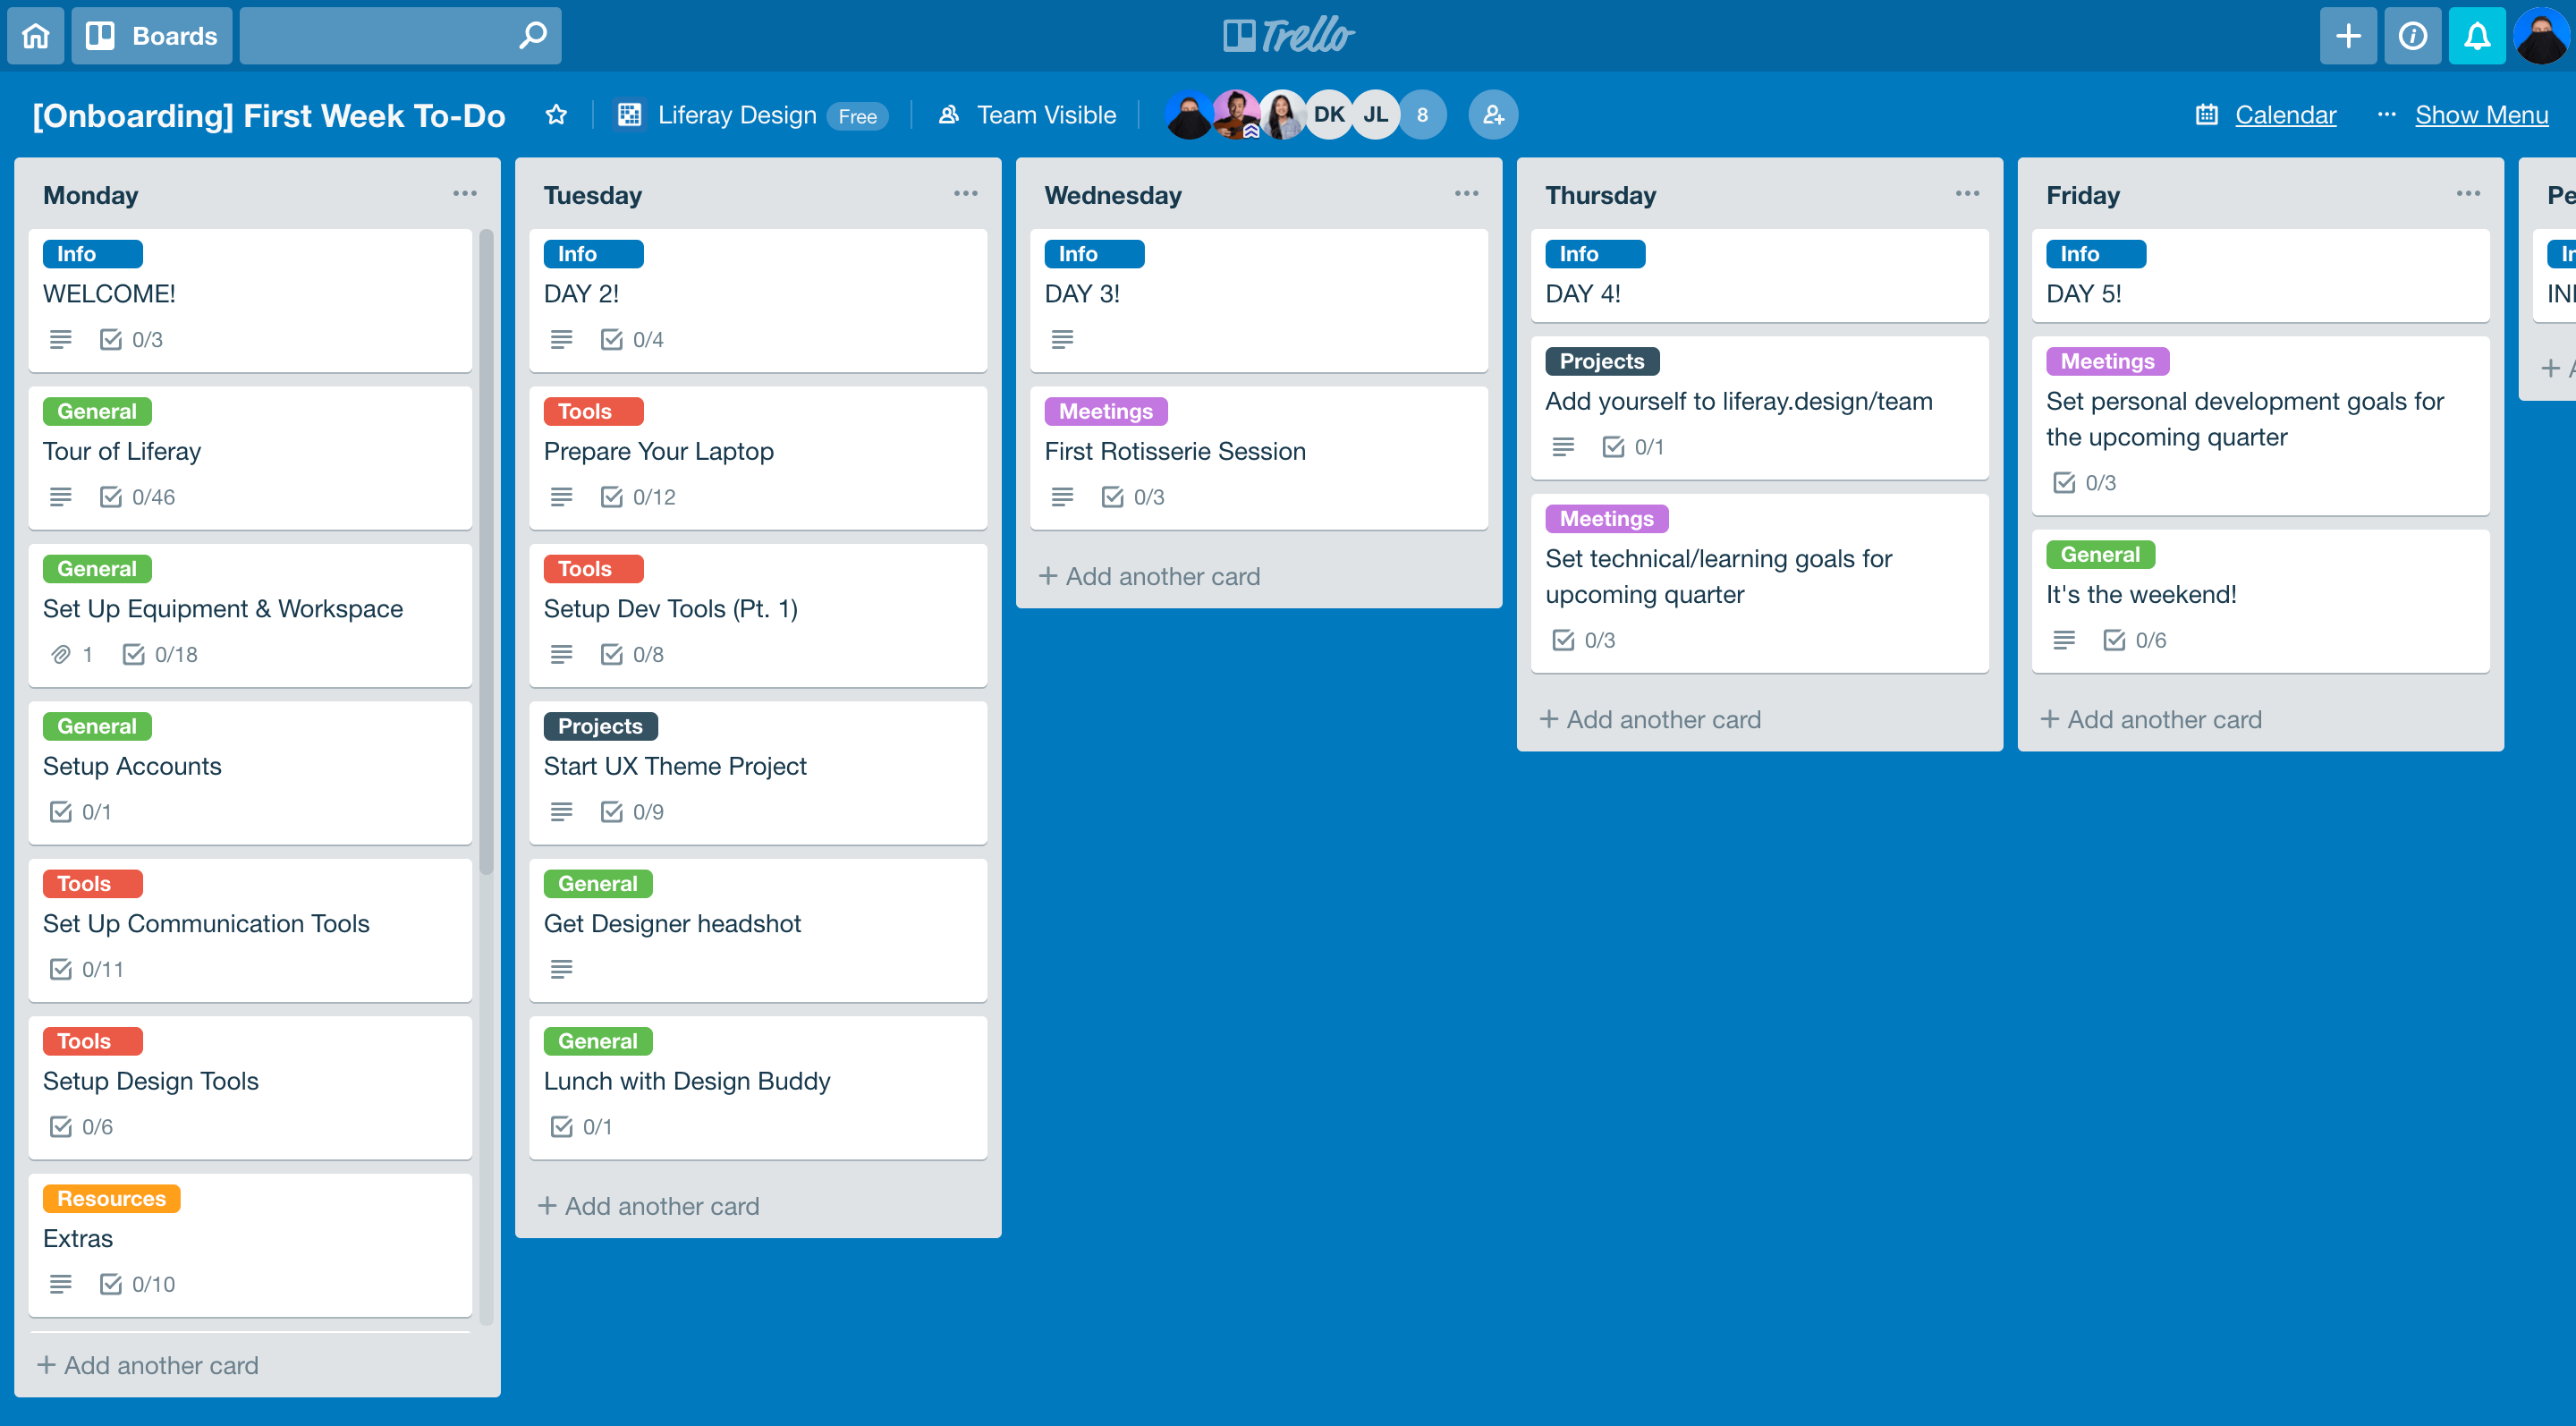 Boards
Trello
[Onboarding] First Week To-Do
Liferay Design Free
Team Visible
DK
JL
8
Calendar
Show Menu
Monday
Info
WELCOME!
0/3
General
Tour of Liferay
0/46
General
Set Up Equipment & Workspace
1 0/18
General
Setup Accounts
0/1
Tools
Set Up Communication Tools
0/11
Tools
Setup Design Tools
0/6
Resources
Extras
0/10
+ Add another card
Tuesday
Info
DAY 2!
0/4
Tools
Prepare Your Laptop
0/12
Tools
Setup Dev Tools (Pt. 1)
0/8
Projects
Start UX Theme Project
0/9
General
Get Designer headshot
General
Lunch with Design Buddy
0/1
+ Add another card
Wednesday
Info
DAY 3!
Meetings
First Rotisserie Session
0/3
+ Add another card
Thursday
Info
DAY 4!
Projects
Add yourself to liferay.design/team
0/1
Meetings
Set technical/learning goals for
upcoming quarter
0/3
+ Add another card
Friday
Info
DAY 5!
Meetings
Set personal development goals for
the upcoming quarter
0/3
General
It's the weekend!
0/6
+ Add another card